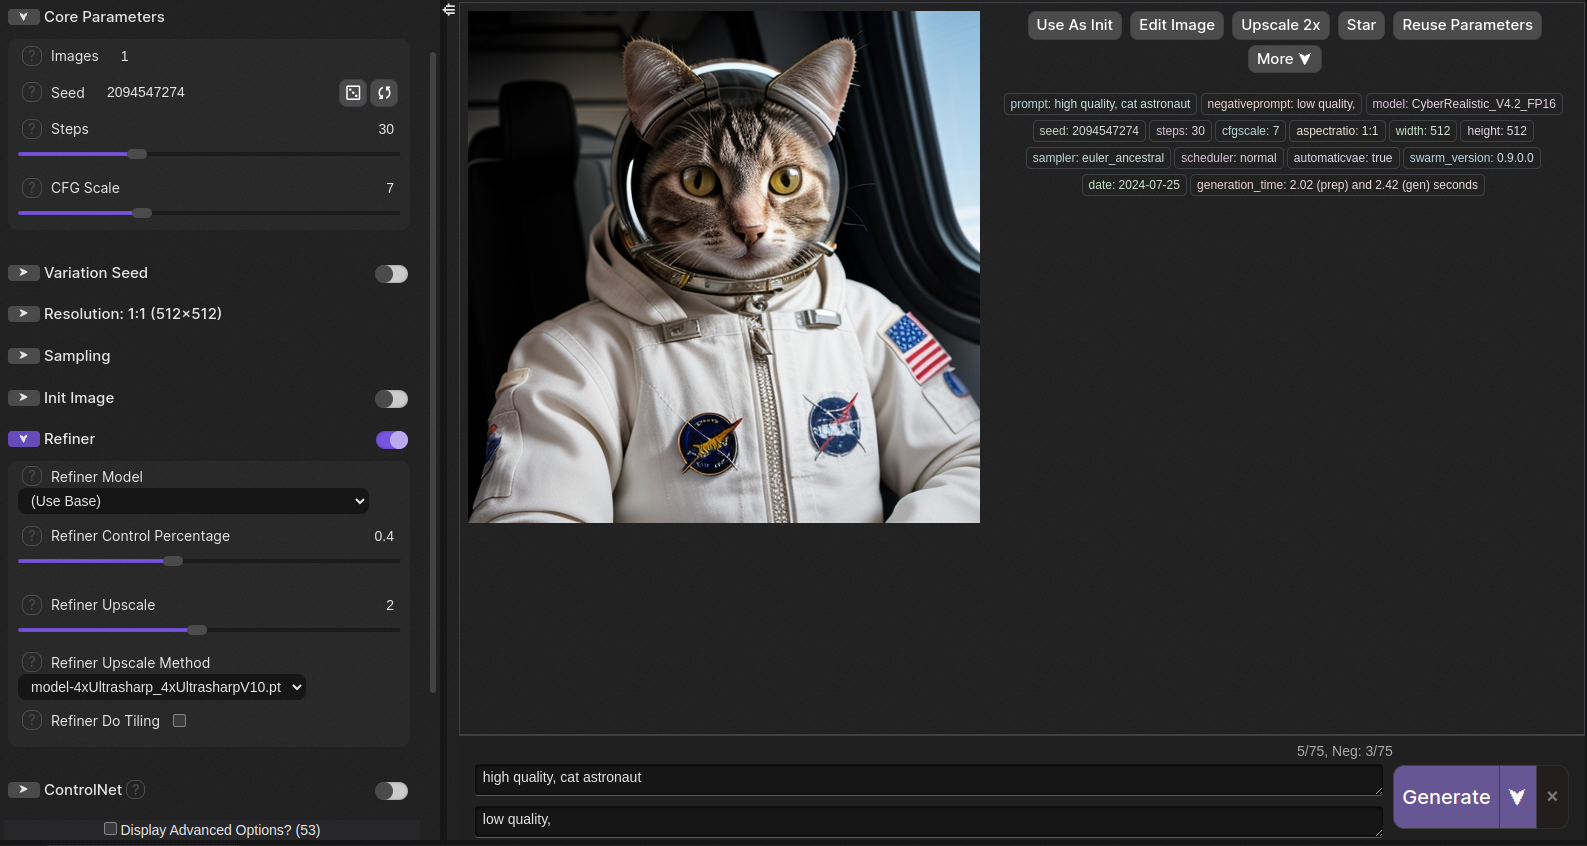 Core Parameters
? Images 1
? Seed 2094547274
? Steps 30
? CFG Scale 7
Variation Seed
Resolution: 1:1 (512x512)
Sampling
Init Image
Refiner
? Refiner Model
(Use Base)
? Refiner Control Percentage 0.4
? Refiner Upscale 2
? Refiner Upscale Method
model-4xUltrasharp_4xUltrasharpV10.pt
? Refiner Do Tiling
ControlNet ?
Display Advanced Options? (53)
Use As Init Edit Image Upscale 2x Star Reuse Parameters
More
prompt: high quality, cat astronaut negativeprompt: low quality, model: CyberRealistic_V4.2_FP16
seed: 2094547274 steps: 30 cfgscale: 7 aspectratio: 1:1 width: 512 height: 512
sampler: euler_ancestral scheduler: normal automaticvae: true swarm_version: 0.9.0.0
date: 2024-07-25 generation_time: 2.02 (prep) and 2.42 (gen) seconds
5/75, Neg: 3/75
high quality, cat astronaut
low quality,
Generate ×